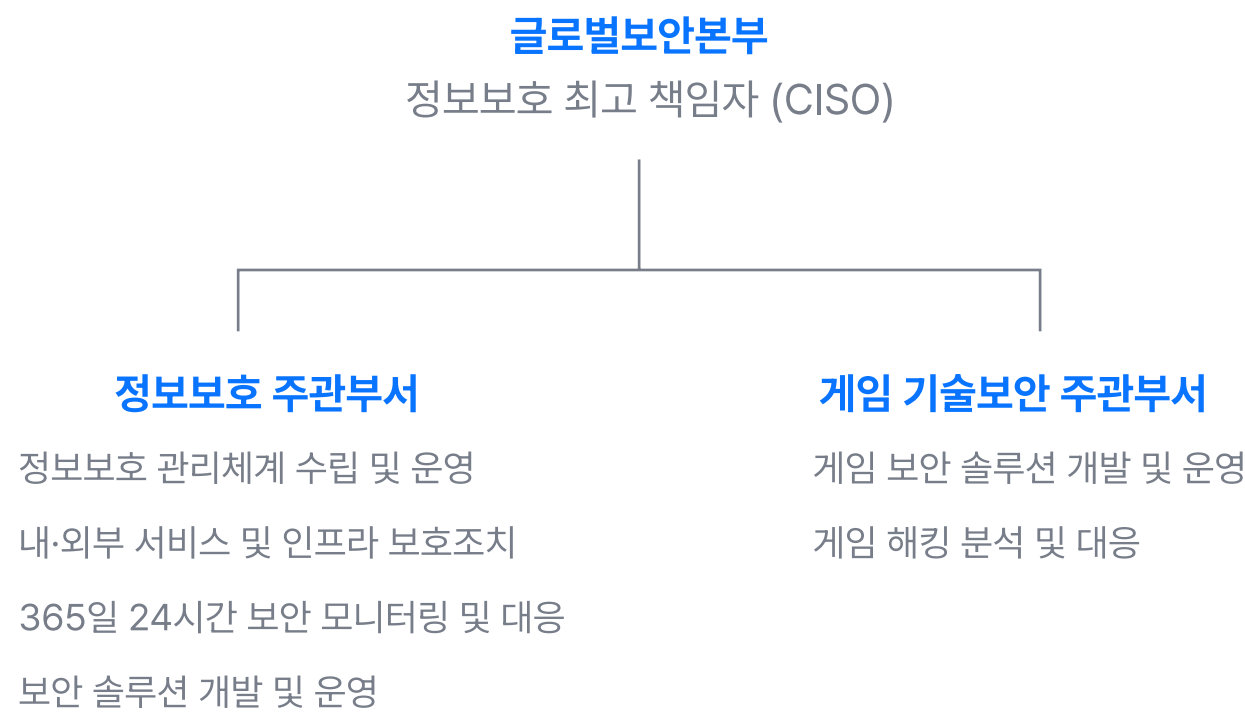 글로벌보안본부
정보보호 최고 책임자 (CISO)
정보보호 주관부서
정보보호 관리체계 수립 및 운영
내·외부 서비스 및 인프라 보호조치
365일 24시간 보안 모니터링 및 대응
보안 솔루션 개발 및 운영
게임 기술보안 주관부서
게임 보안 솔루션 개발 및 운영
게임 해킹 분석 및 대응